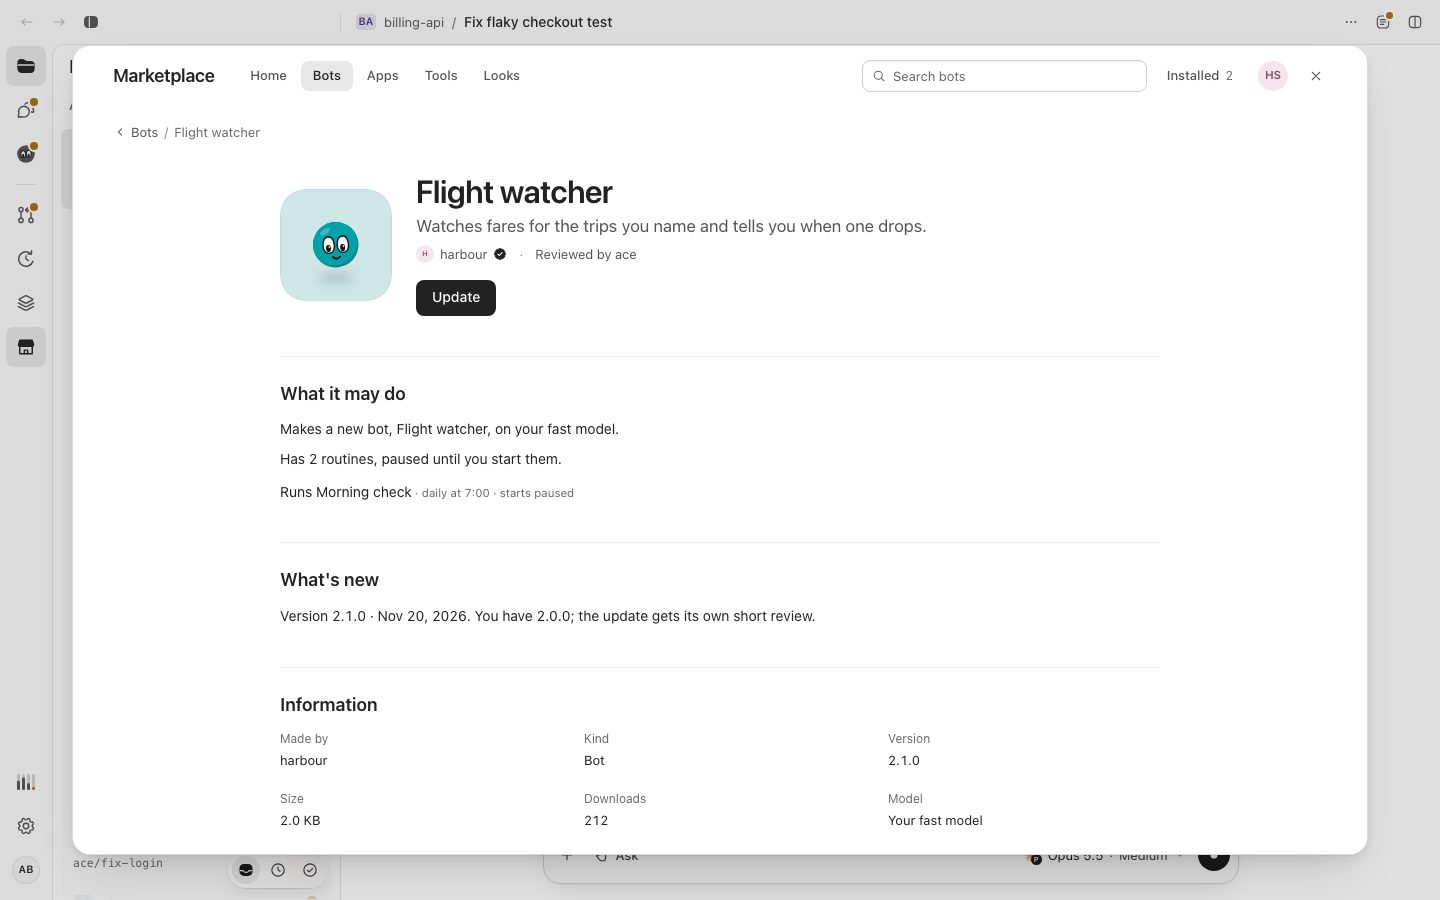 BA billing-api / Fix flaky checkout test
Marketplace
Home
Bots
Apps
Tools
Looks
Search bots
Installed 2
HS
Bots / Flight watcher
Flight watcher
Watches fares for the trips you name and tells you when one drops.
H harbour · Reviewed by ace
Update
What it may do
Makes a new bot, Flight watcher, on your fast model.
Has 2 routines, paused until you start them.
Runs Morning check · daily at 7:00 · starts paused
What's new
Version 2.1.0 · Nov 20, 2026. You have 2.0.0; the update gets its own short review.
Information
Made by
harbour
Kind
Bot
Version
2.1.0
Size
2.0 KB
Downloads
212
Model
Your fast model
AB
ace/fix-login
Ask
Opus 5.5 · Medium